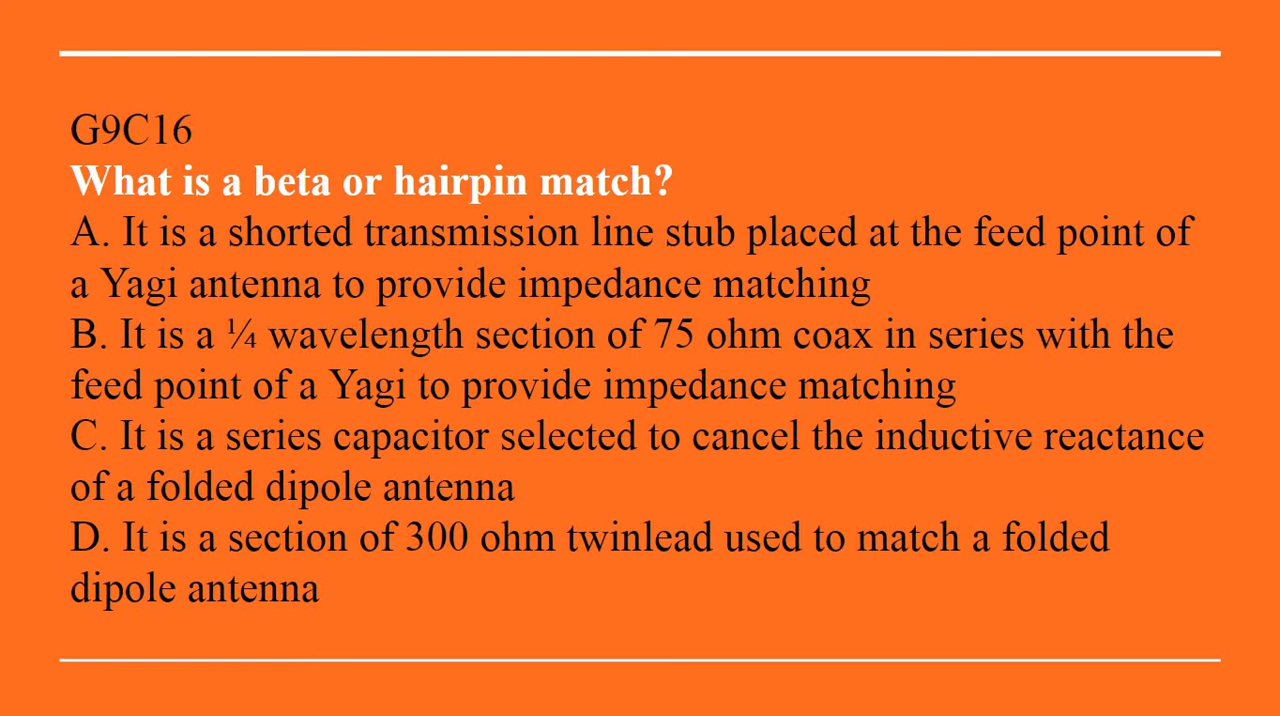 G9C16
What is a beta or hairpin match?
A. It is a shorted transmission line stub placed at the feed point of
a Yagi antenna to provide impedance matching
B. It is a ¼ wavelength section of 75 ohm coax in series with the
feed point of a Yagi to provide impedance matching
C. It is a series capacitor selected to cancel the inductive reactance
of a folded dipole antenna
D. It is a section of 300 ohm twinlead used to match a folded
dipole antenna